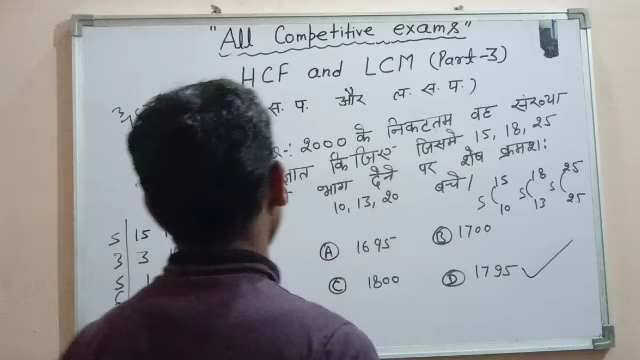 "All Competitive exams"
HCF and LCM (Part-3)
स. प. और ल. स. प. )
2000 के निकटतम वह संख्या
ज्ञात किजिए जिसमे 15, 18, 25
भाग देने पर शेष क्रमशः
10, 13, 20 बचे।
5 15 5 18 5 25
10 13 25
(A) 1695 (B) 1700
(C) 1800 (D) 1795
5 15
3 3
5 1